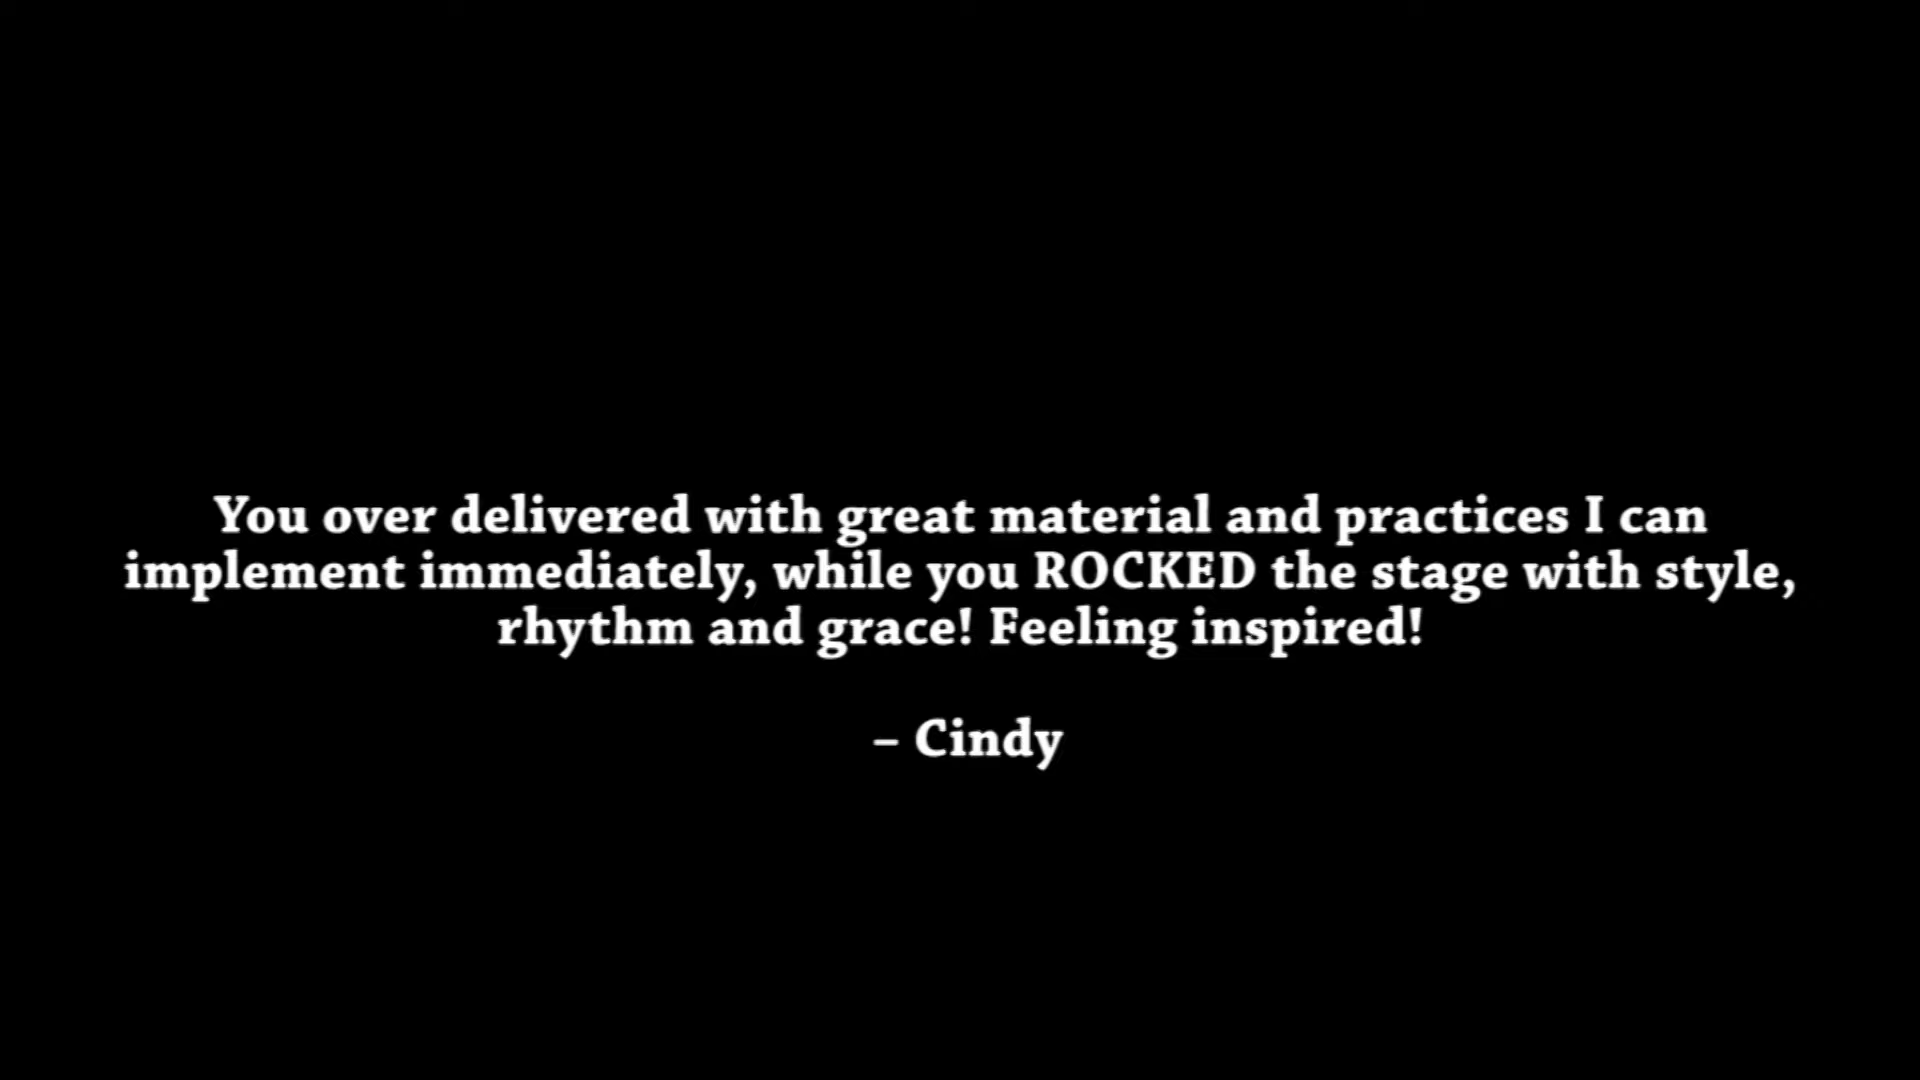 You over delivered with great material and practices I can
implement immediately, while you ROCKED the stage with style,
rhythm and grace! Feeling inspired!
– Cindy